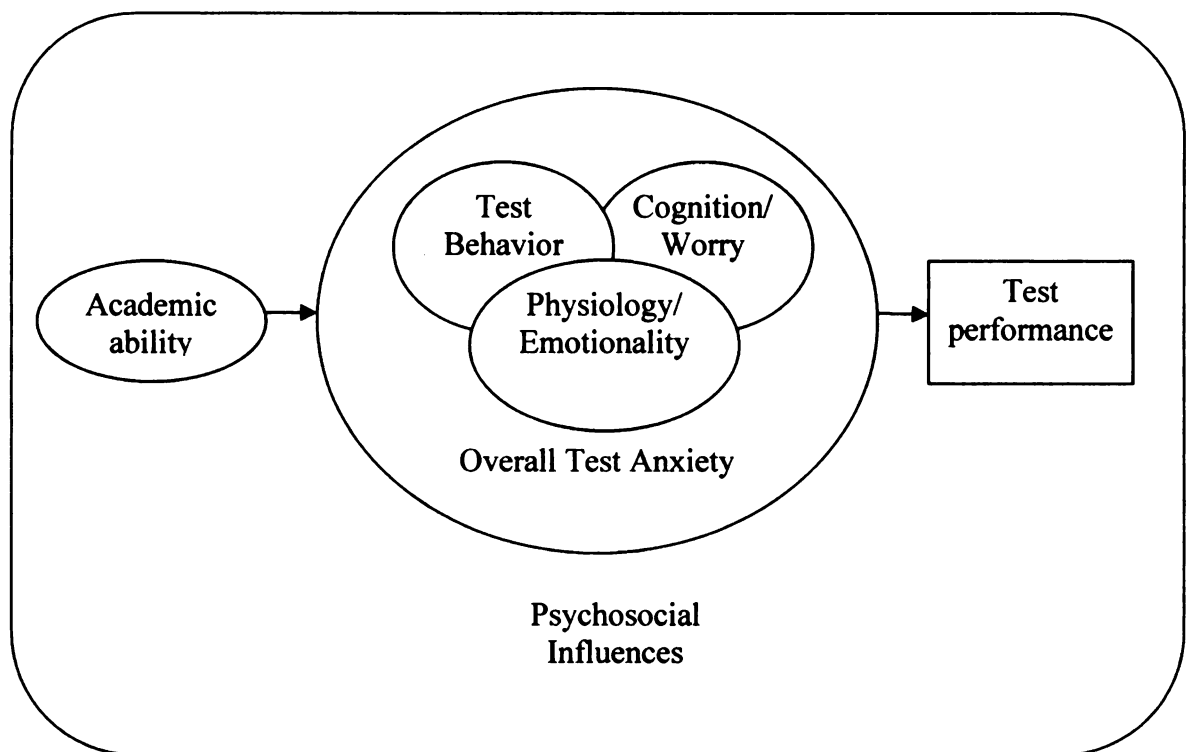 Test
Behavior
Cognition/
Worry
Physiology/
Emotionality
Academic
ability
Test
performance
Overall Test Anxiety
Psychosocial
Influences